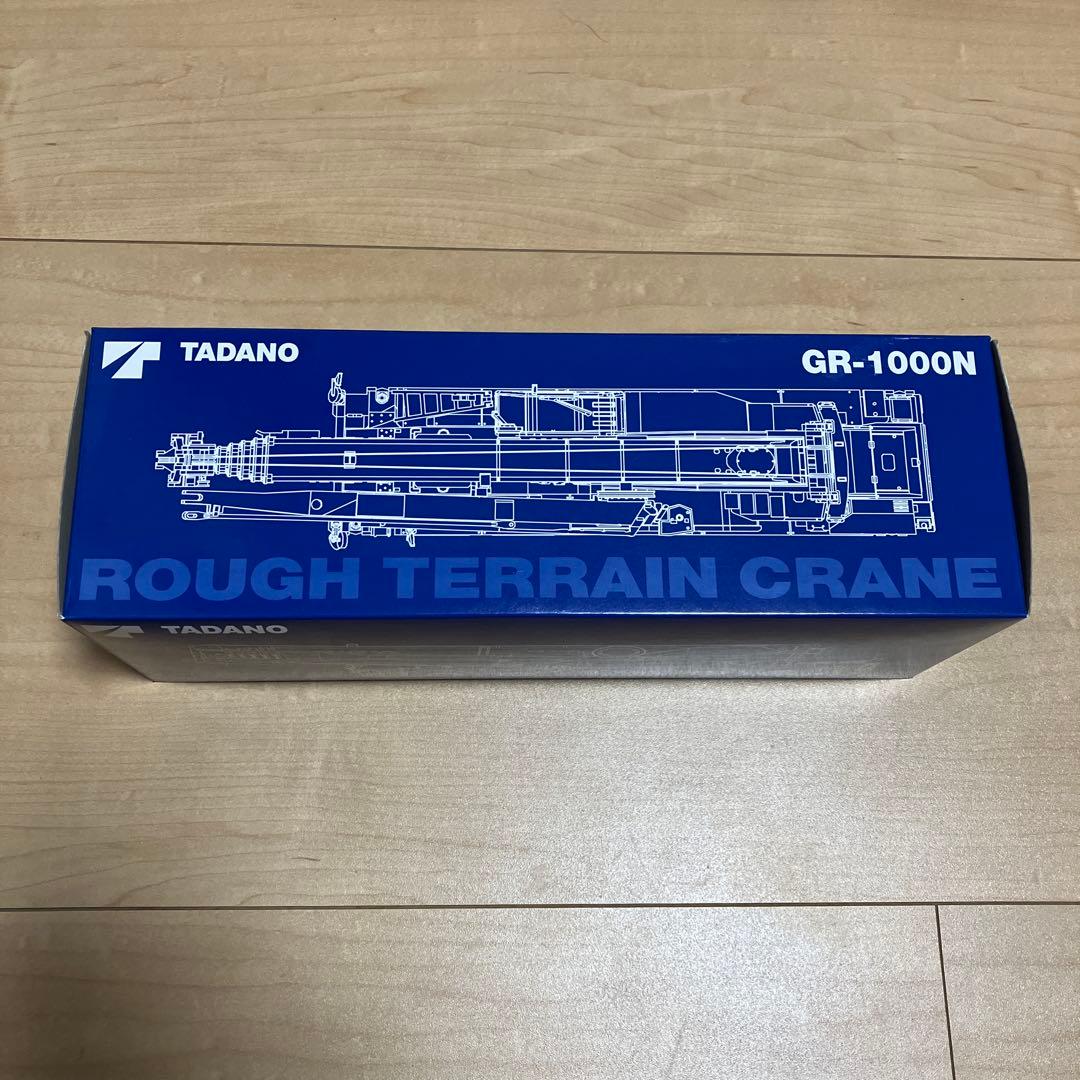 TADANO
GR-1000N
ROUGH TERRAIN CRANE
TADANO